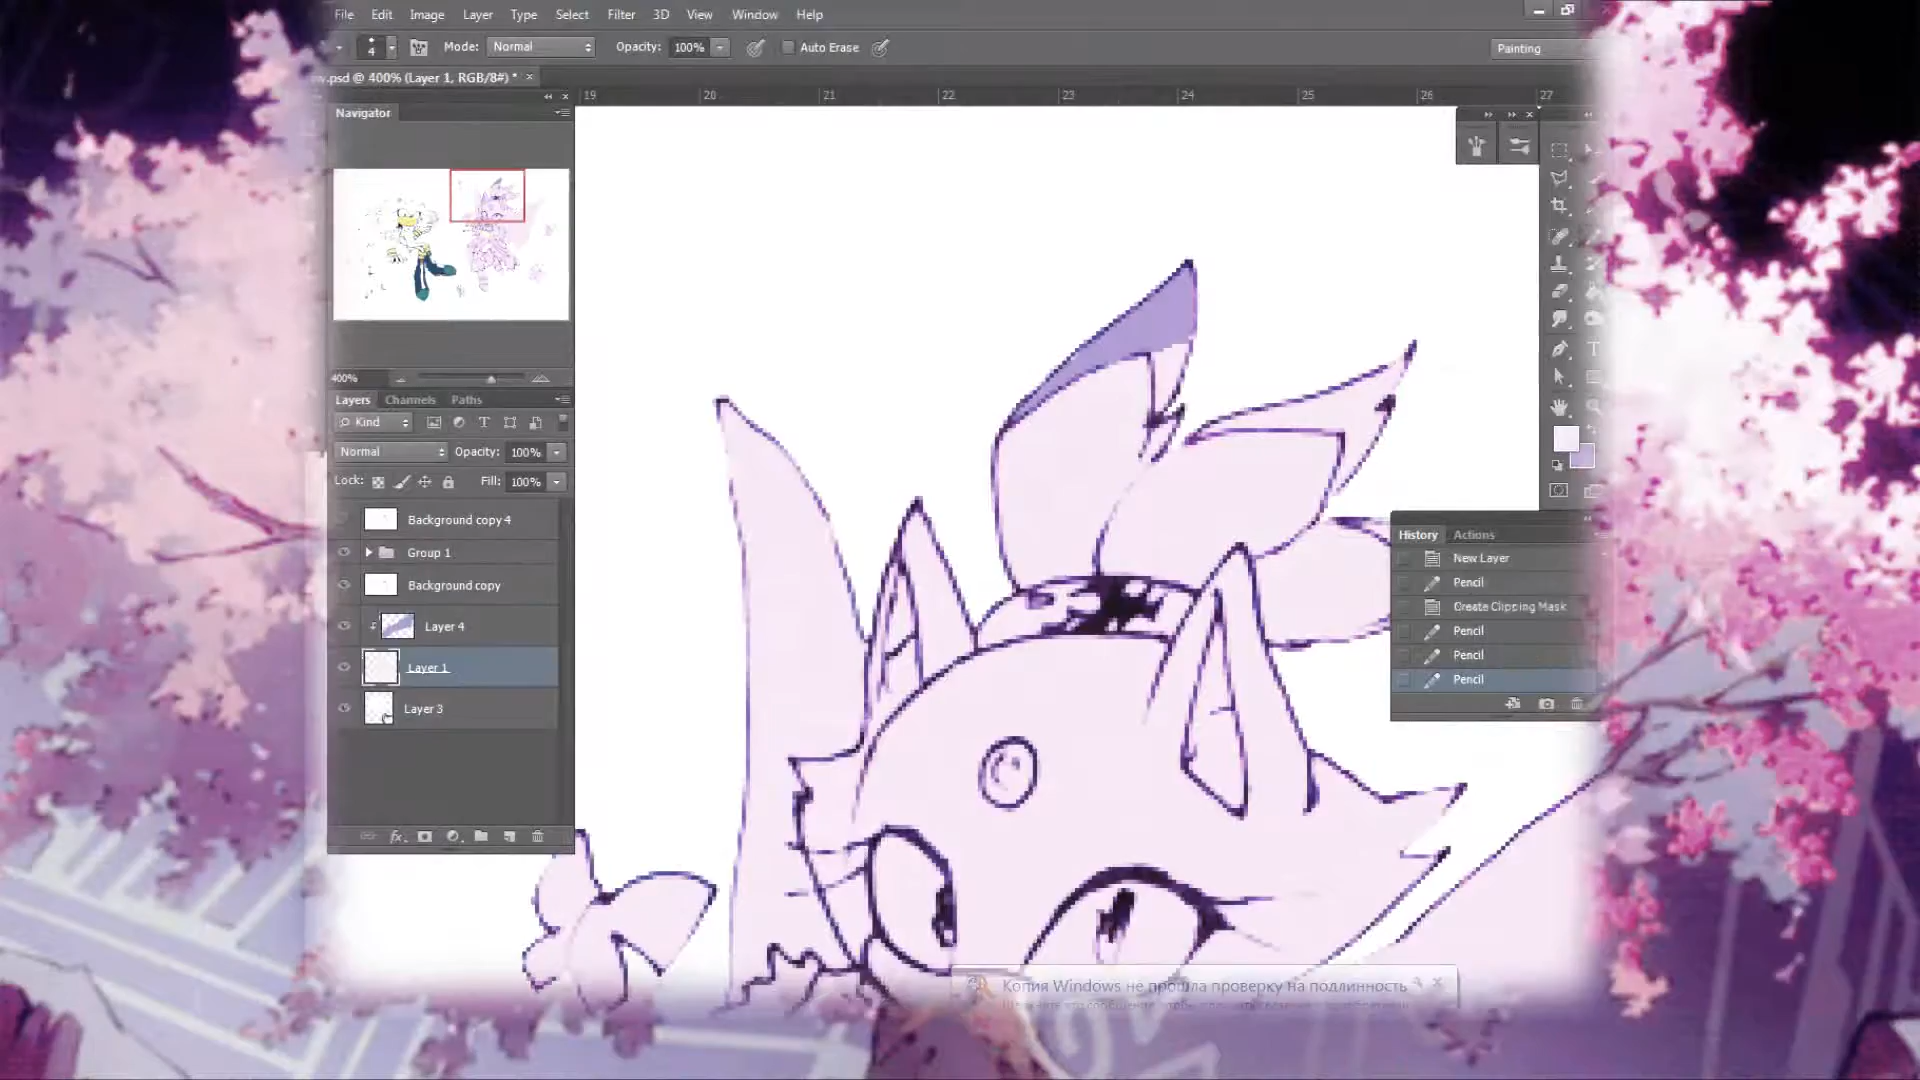 File Edit Image Layer Type Select Filter 3D View Window Help
4 Mode: Normal Opacity: 100% Auto Erase Painting
.psd @ 400% (Layer 1, RGB/8#) *
19 20 21 22 23 24 25 26 27
Navigator
400%
Layers Channels Paths
Kind
Normal Opacity: 100%
Lock: Fill: 100%
Background copy 4
Group 1
Background copy
Layer 4
Layer 1
Layer 3
History Actions
New Layer
Pencil
Create Clipping Mask
Pencil
Pencil
Pencil
Копия Windows не прошла проверку на подлинность